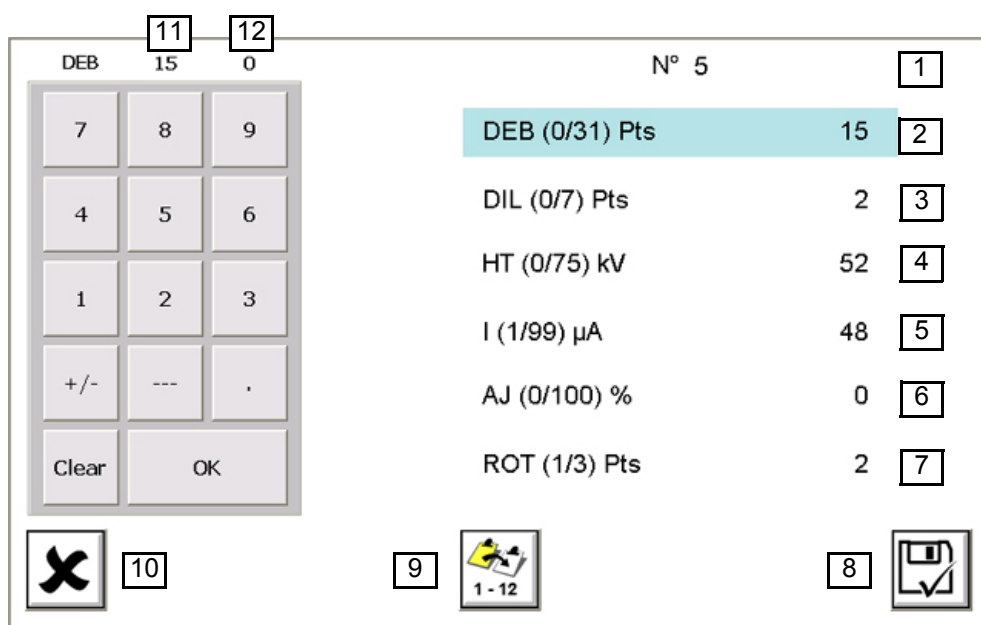 11 12
DEB 15 0
N° 5 1
7 8 9
DEB (0/31) Pts 15 2
4 5 6
DIL (0/7) Pts 2 3
HT (0/75) kV 52 4
1 2 3
I (1/99) µA 48 5
+/- --- .
AJ (0/100) % 0 6
Clear OK
ROT (1/3) Pts 2 7
10 9 1 - 12 8